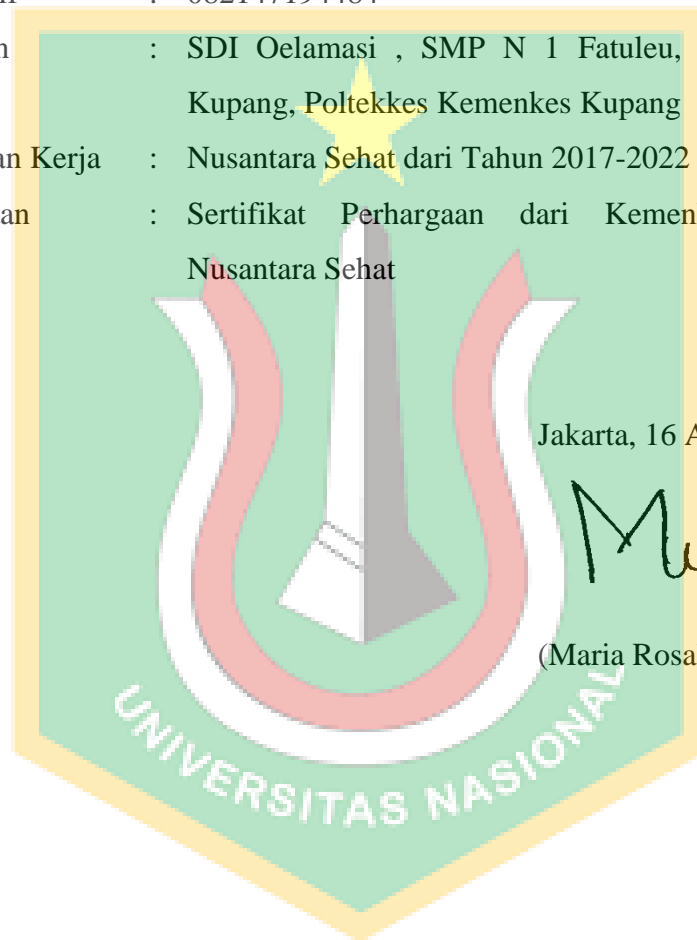 : 082147194484
n : SDI Oelamasi , SMP N 1 Fatuleu,
Kupang, Poltekkes Kemenkes Kupang
an Kerja : Nusantara Sehat dari Tahun 2017-2022
an : Sertifikat Perhargaan dari Kemen
Nusantara Sehat
Jakarta, 16 A
(Maria Rosa
UNIVERSITAS NASIONAL